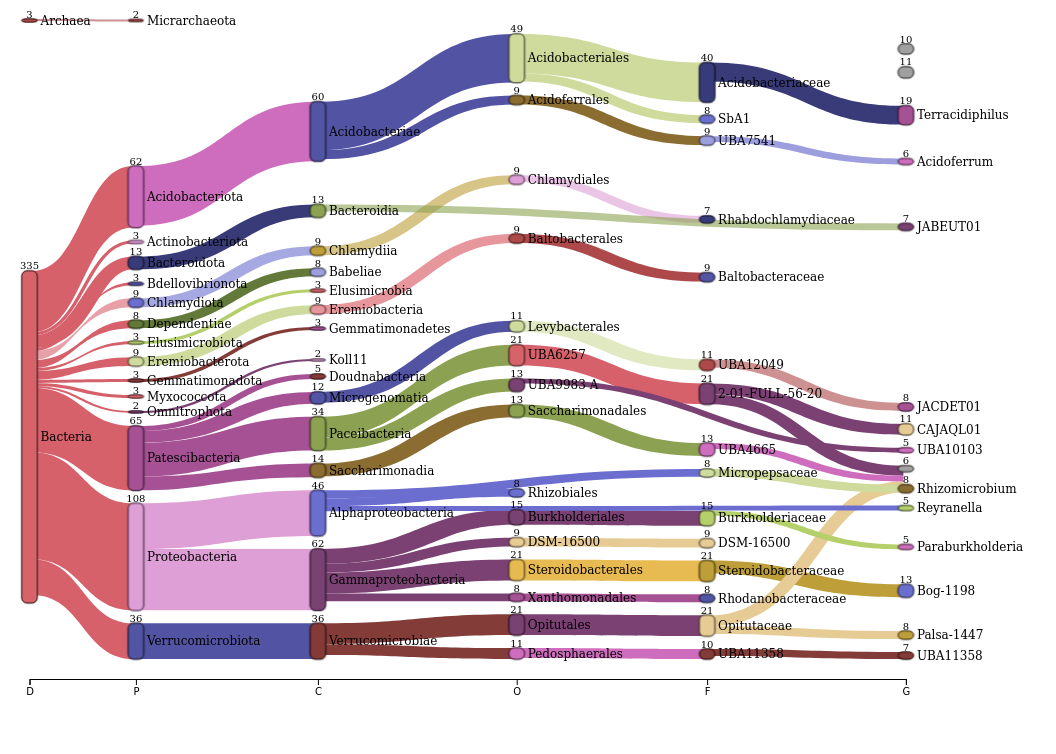 3 Archaea
2 Micrarchaeota
335 Bacteria
62 Acidobacteriota
3 Actinobacteriota
13 Bacteroidota
3 Bdellovibrionota
9 Chlamydiota
8 Dependentiae
3 Elusimicrobiota
9 Eremiobacterota
3 Gemmatimonadota
3 Myxococcota
2 Omnitrophota
65 Patescibacteria
108 Proteobacteria
36 Verrucomicrobiota
60 Acidobacteriae
13 Bacteroidia
9 Chlamydiia
8 Babeliae
3 Elusimicrobia
9 Eremiobacteria
3 Gemmatimonadetes
2 Koll11
5 Doudnabacteria
12 Microgenomatia
34 Paceibacteria
14 Saccharimonadia
46 Alphaproteobacteria
62 Gammaproteobacteria
36 Verrucomicrobiae
49 Acidobacteriales
9 Acidoferrales
9 Chlamydiales
9 Baltobacterales
11 Levybacterales
21 UBA6257
13 UBA9983 A
13 Saccharimonadales
8 Rhizobiales
15 Burkholderiales
9 DSM-16500
21 Steroidobacterales
8 Xanthomonadales
21 Opitutales
11 Pedosphaerales
40 Acidobacteriaceae
8 SbA1
9 UBA7541
7 Rhabdochlamydiaceae
9 Baltobacteraceae
11 UBA12049
21 2-01-FULL-56-20
13 UBA4665
8 Micropepsaceae
15 Burkholderiaceae
9 DSM-16500
21 Steroidobacteraceae
8 Rhodanobacteraceae
21 Opitutaceae
10 UBA11358
10
11
19 Terracidiphilus
6 Acidoferrum
7 JABEUT01
8 JACDET01
11 CAJAQL01
5 UBA10103
6
8 Rhizomicrobium
5 Reyranella
5 Paraburkholderia
13 Bog-1198
8 Palsa-1447
7 UBA11358
D P C O F G